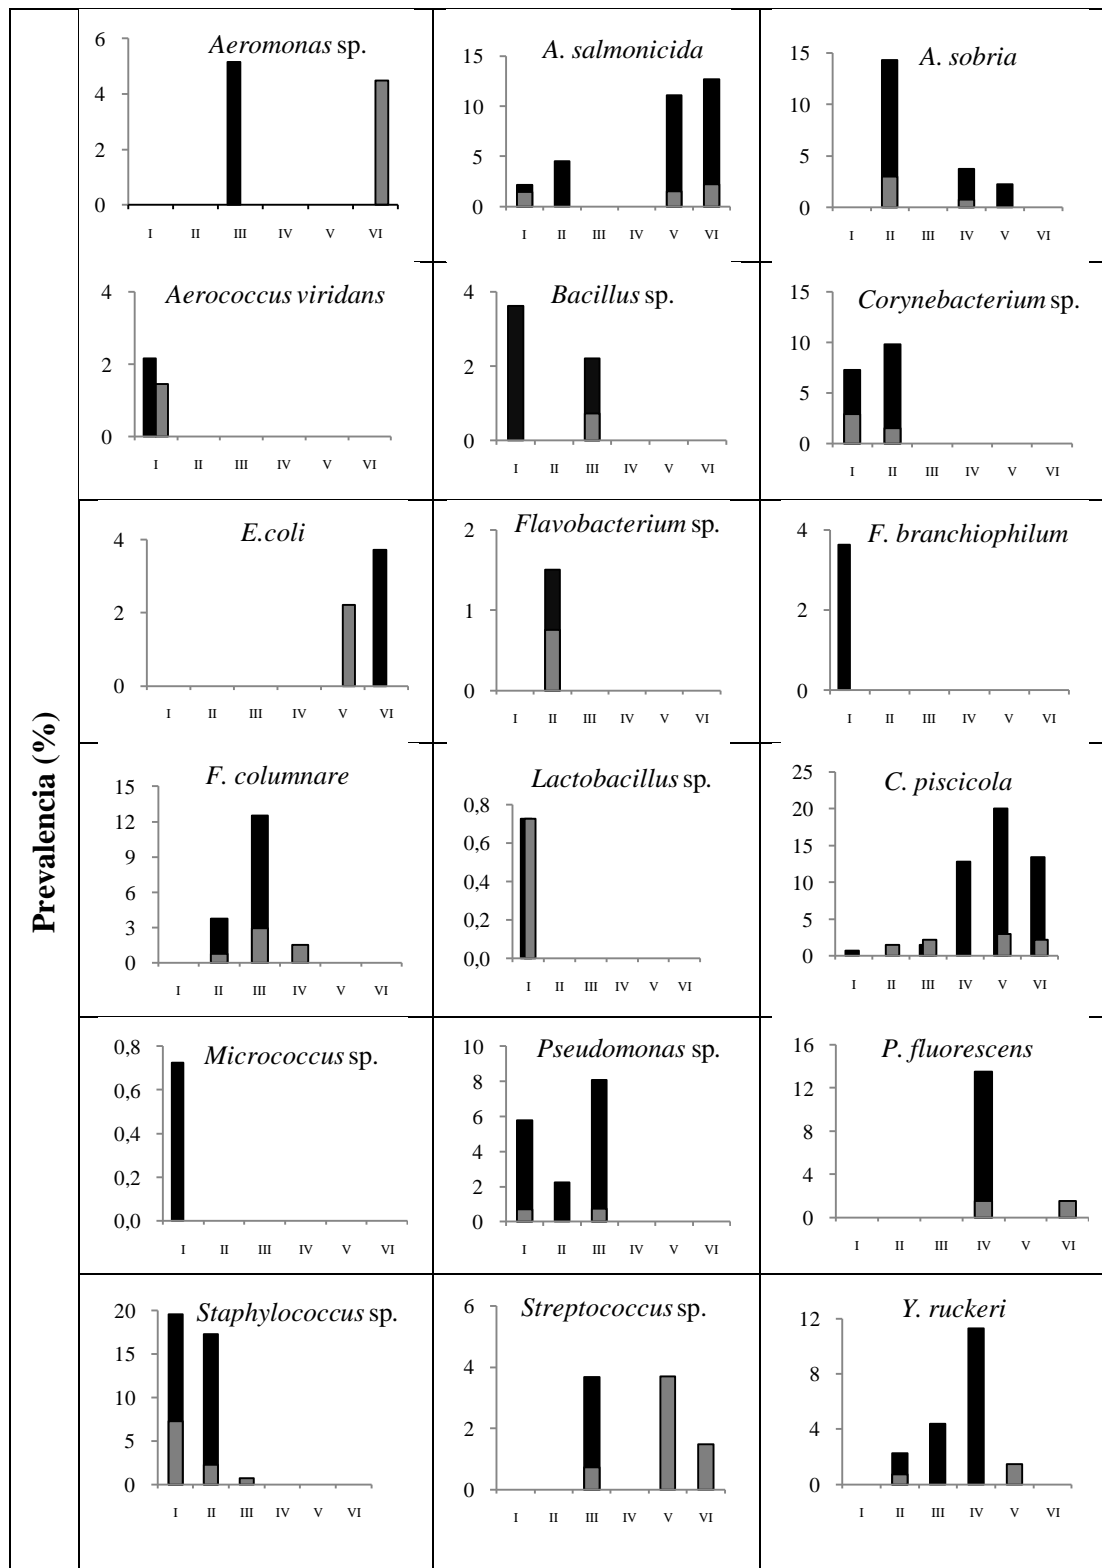 Prevalencia (%)
Aeromonas sp.
6
4
2
0
I II III IV V VI
A. salmonicida
15
10
5
0
I II III IV V VI
A. sobria
15
10
5
0
I II III IV V VI
Aerococcus viridans
4
2
0
I II III IV V VI
Bacillus sp.
4
2
0
I II III IV V VI
Corynebacterium sp.
15
10
5
0
I II III IV V VI
E.coli
4
2
0
I II III IV V VI
Flavobacterium sp.
2
1
0
I II III IV V VI
F. branchiophilum
4
2
0
I II III IV V VI
F. columnare
15
12
9
6
3
0
I II III IV V VI
Lactobacillus sp.
0,8
0,6
0,4
0,2
0,0
I II III IV V VI
C. piscicola
25
20
15
10
5
0
I II III IV V VI
Micrococcus sp.
0,8
0,6
0,4
0,2
0,0
I II III IV V VI
Pseudomonas sp.
10
8
6
4
2
0
I II III IV V VI
P. fluorescens
16
12
8
4
0
I II III IV V VI
Staphylococcus sp.
20
15
10
5
0
I II III IV V VI
Streptococcus sp.
6
4
2
0
I II III IV V VI
Y. ruckeri
12
8
4
0
I II III IV V VI